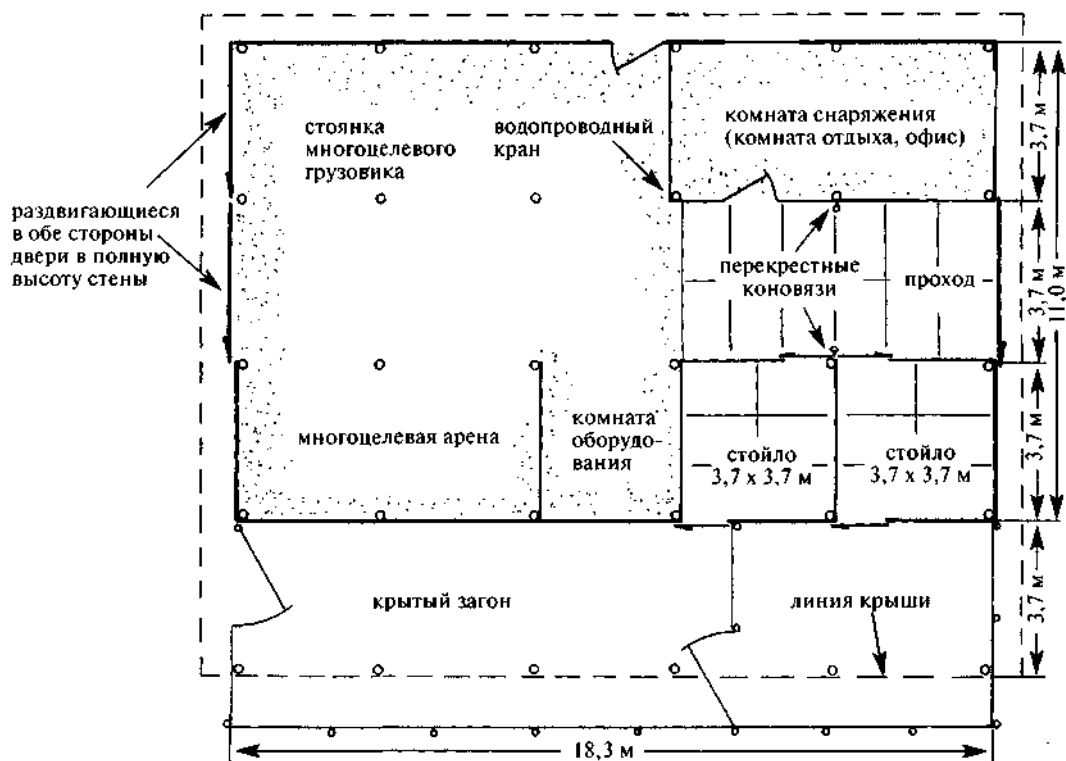 стоянка
многоцелевого
грузовика
водопроводный
кран
комната снаряжения
(комната отдыха, офис)
3,7 м
раздвигающиеся
в обе стороны
двери в полную
высоту стены
перекрестные
коновязи
проход
3,7 м
11,0 м
многоцелевая арена
комната
оборудо-
вания
стойло
3,7 х 3,7 м
стойло
3,7 х 3,7 м
3,7 м
крытый загон
линия крыши
3,7 м
18,3 м